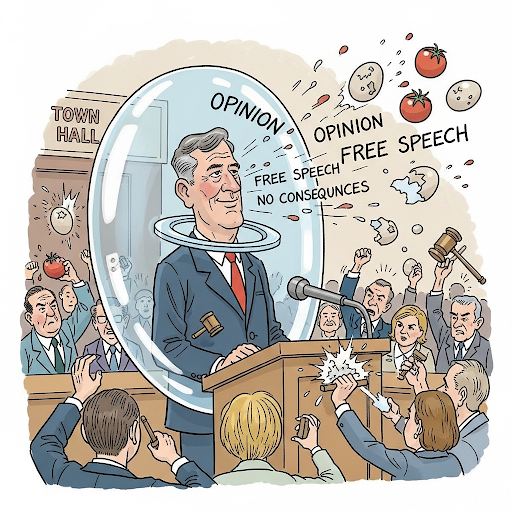 TOWN
HALL
OPINION
OPINION
FREE SPEECH
FREE SPEECH
NO CONSEQUNCES